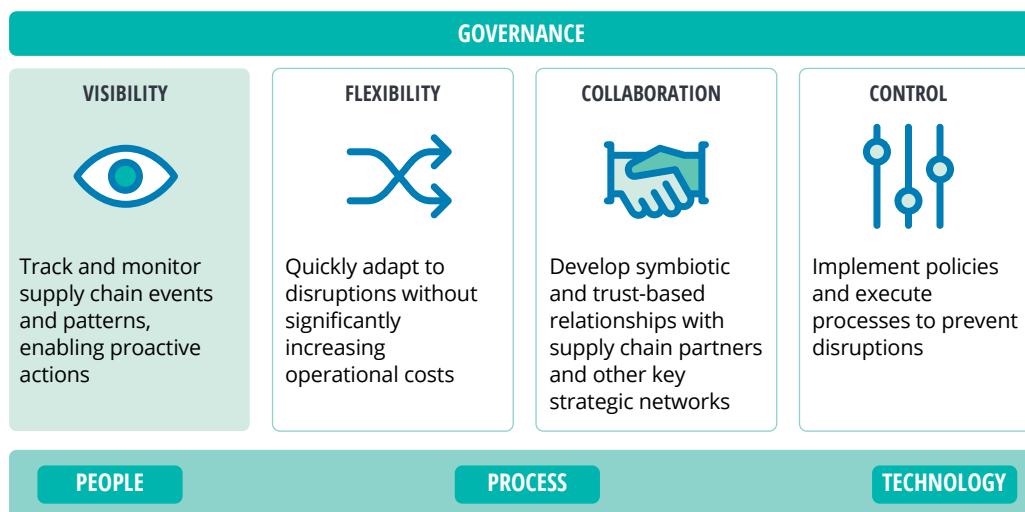 GOVERNANCE
VISIBILITY
Track and monitor
supply chain events
and patterns,
enabling proactive
actions
FLEXIBILITY
Quickly adapt to
disruptions without
significantly
increasing
operational costs
COLLABORATION
Develop symbiotic
and trust-based
relationships with
supply chain partners
and other key
strategic networks
CONTROL
Implement policies
and execute
processes to prevent
disruptions
PEOPLE
PROCESS
TECHNOLOGY